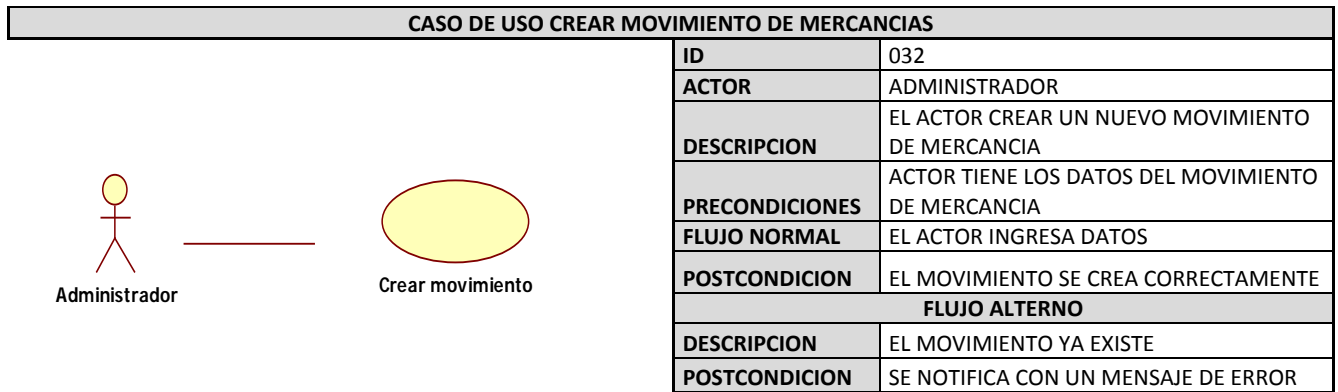 CASO DE USO CREAR MOVIMIENTO DE MERCANCIAS
ID 032
ACTOR ADMINISTRADOR
DESCRIPCION EL ACTOR CREAR UN NUEVO MOVIMIENTO
DE MERCANCIA
PRECONDICIONES ACTOR TIENE LOS DATOS DEL MOVIMIENTO
DE MERCANCIA
FLUJO NORMAL EL ACTOR INGRESA DATOS
POSTCONDICION EL MOVIMIENTO SE CREA CORRECTAMENTE
FLUJO ALTERNO
DESCRIPCION EL MOVIMIENTO YA EXISTE
POSTCONDICION SE NOTIFICA CON UN MENSAJE DE ERROR
Administrador
Crear movimiento